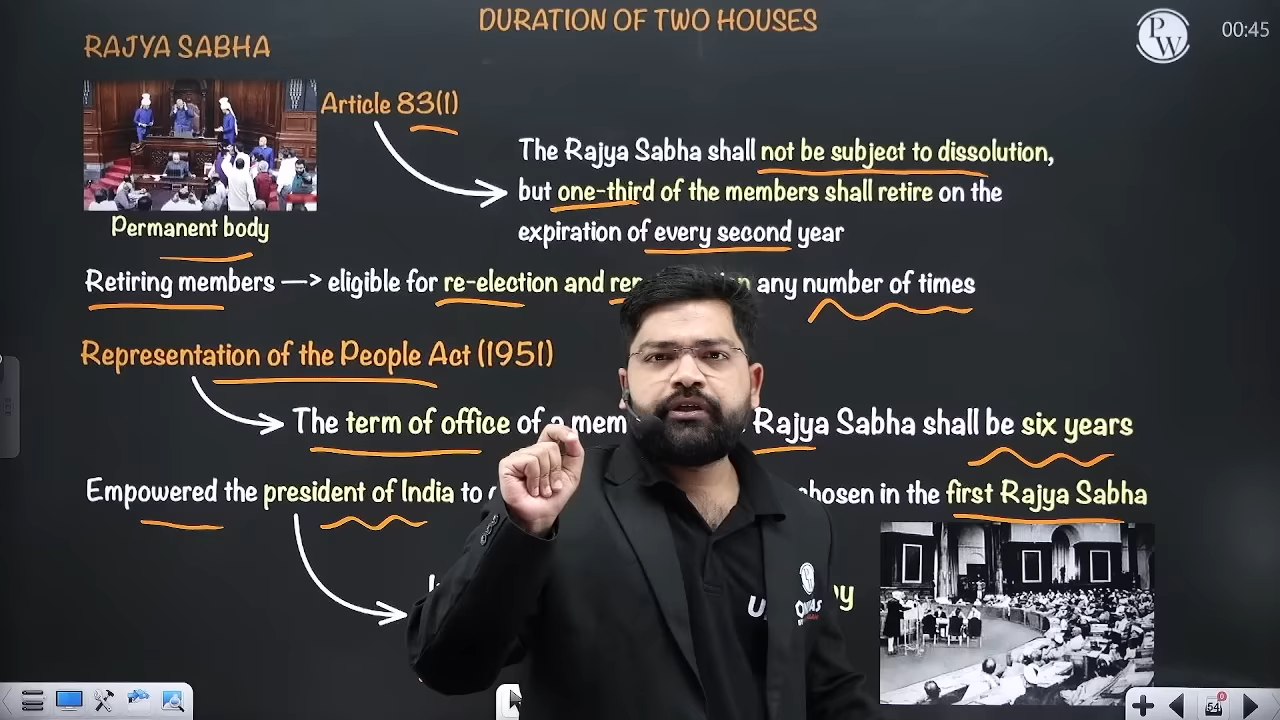 DURATION OF TWO HOUSES
PW
00:45
RAJYA SABHA
Article 83(1)
The Rajya Sabha shall not be subject to dissolution,
but one-third of the members shall retire on the
expiration of every second year
Permanent body
Retiring members —> eligible for re-election and any number of times
Representation of the People Act (1951)
The term of office of a Rajya Sabha shall be six years
Empowered the president of India to chosen in the first Rajya Sabha
54